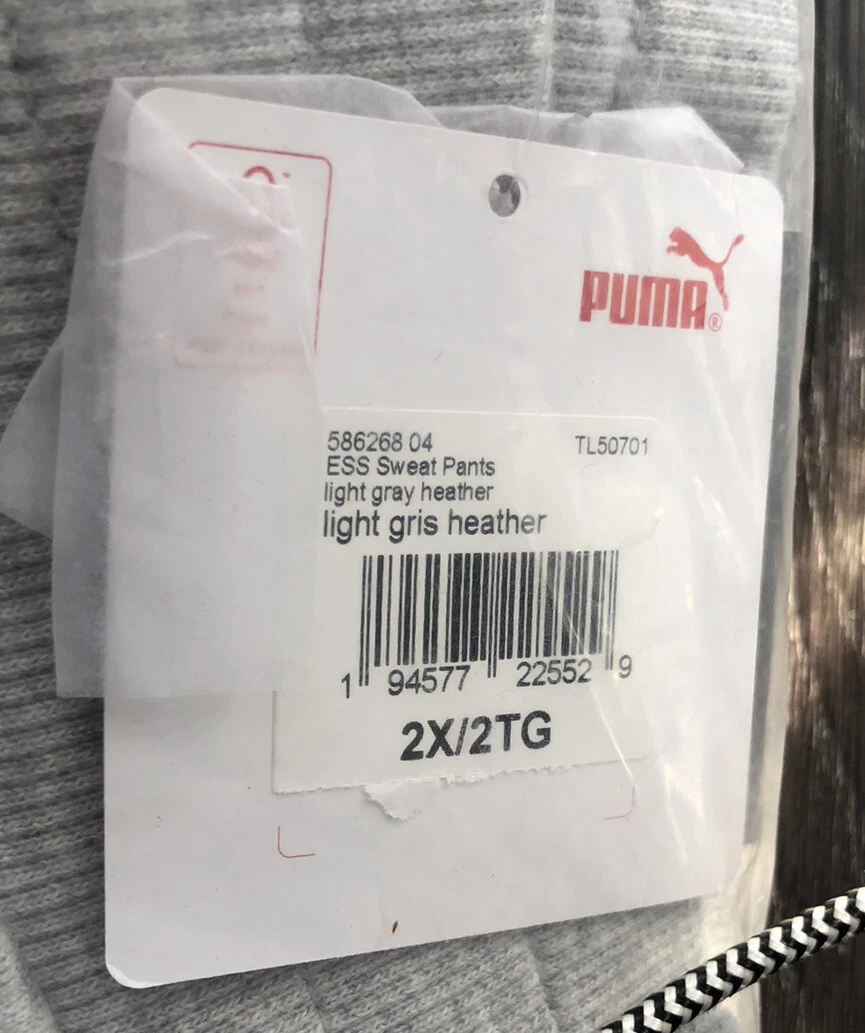 PUMA®
586268 04 TL50701
ESS Sweat Pants
light gray heather
light gris heather
1 94577 22552 9
2X/2TG